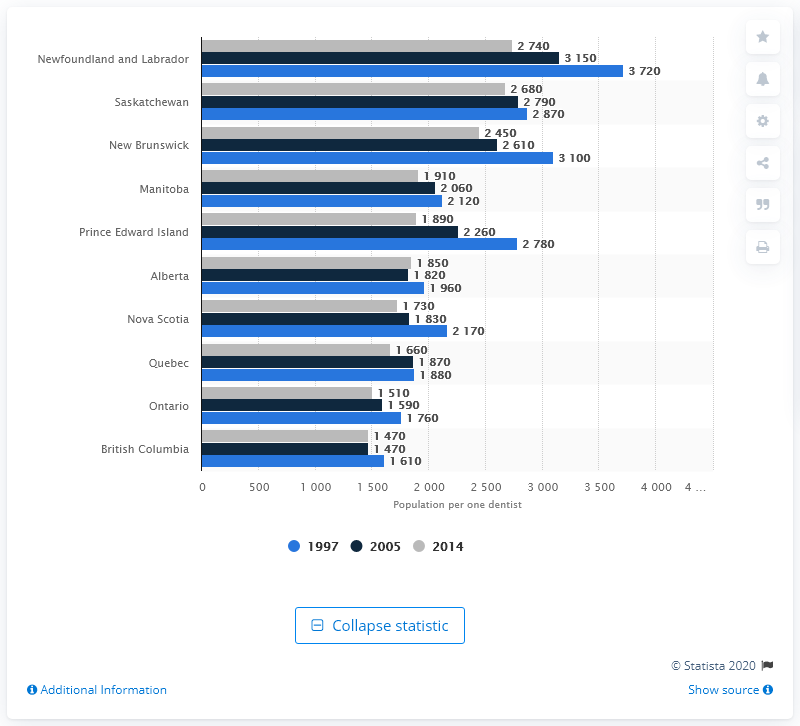 2 740
Newfoundland and Labrador 3 150
3 720
2 680
Saskatchewan 2 790
2 870
2 450
New Brunswick 2 610
3 100
1 910
Manitoba 2 060
2 120
1 890
Prince Edward Island 2 260
2 780
1 850
Alberta 1 820
1 960
1 730
Nova Scotia 1 830
2 170
1 660
Quebec 1 870
1 880
1 510
Ontario 1 590
1 760
1 470
British Columbia 1 470
1 610
0 500 1 000 1 500 2 000 2 500 3 000 3 500 4 000 4 ...
Population per one dentist
1997 2005 2014
Collapse statistic
© Statista 2020
Additional Information Show source